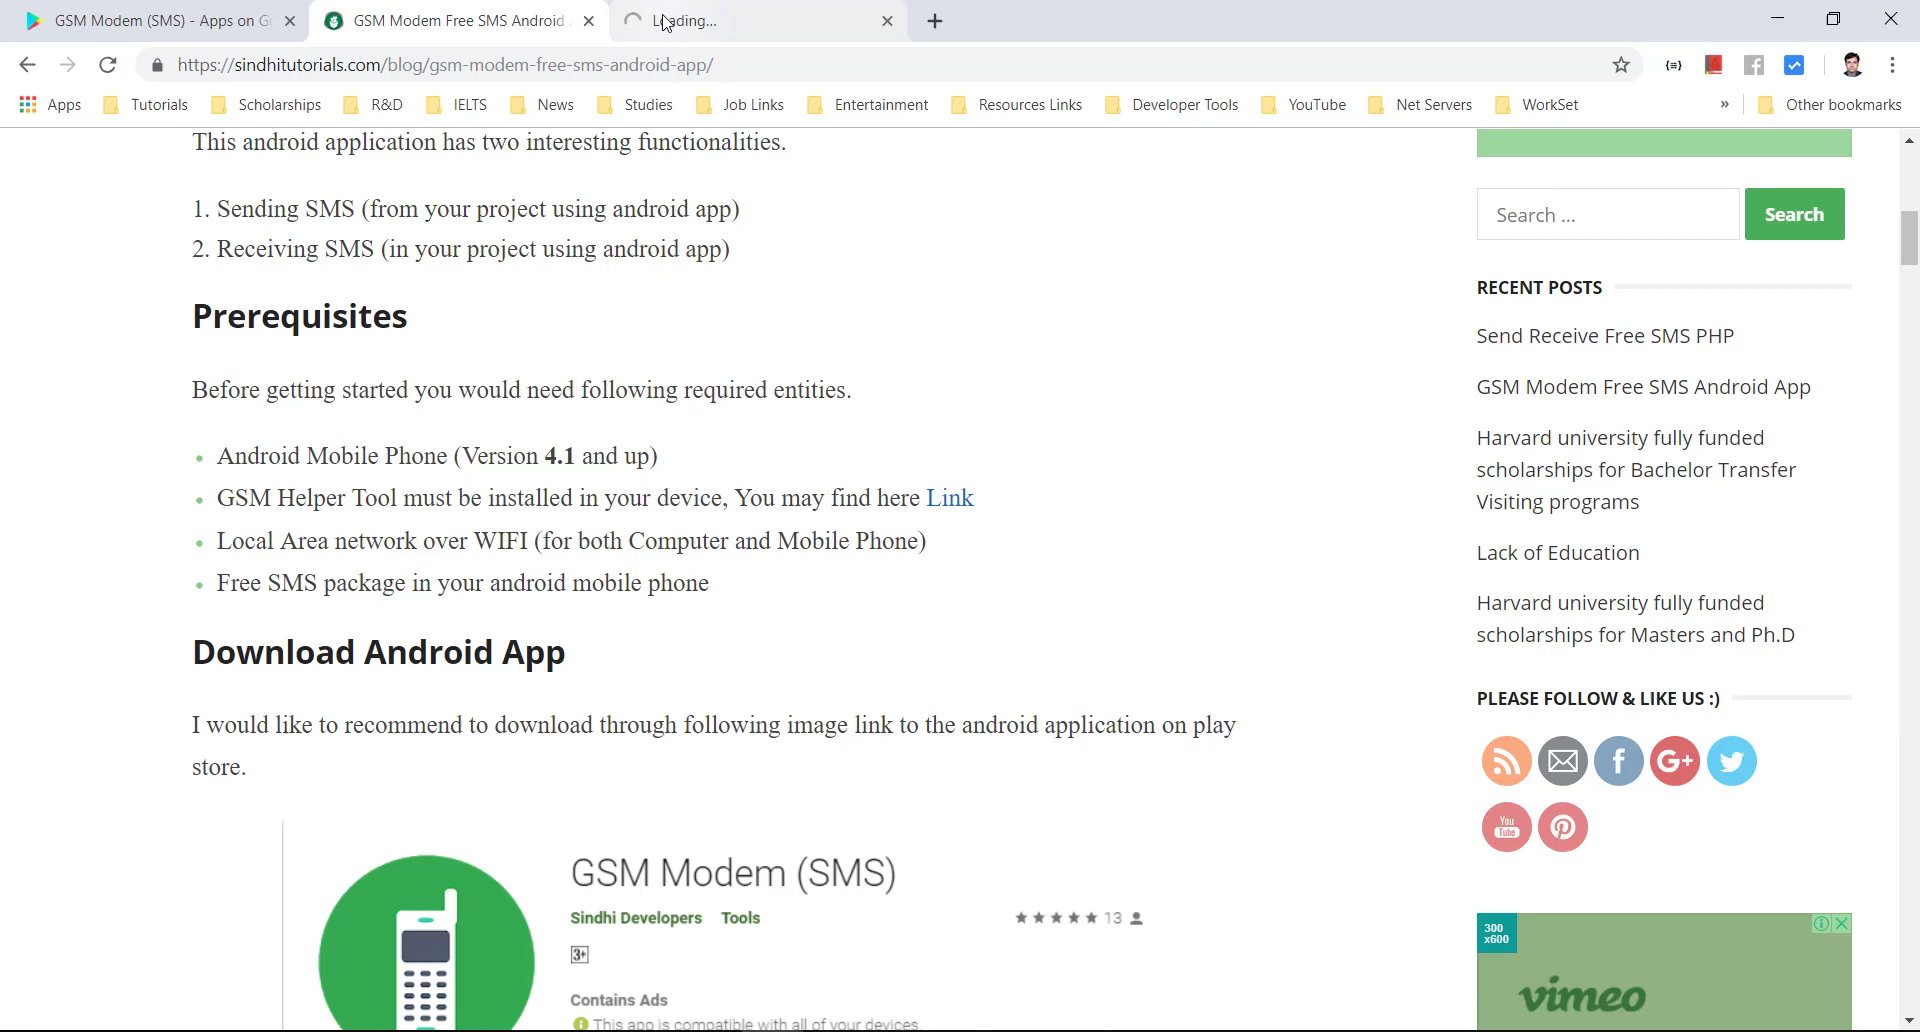 GSM Modem (SMS) - Apps on Go
GSM Modem Free SMS Android
Loading...
https://sindhitutorials.com/blog/gsm-modem-free-sms-android-app/
Apps Tutorials Scholarships R&D IELTS News Studies Job Links Entertainment Resources Links Developer Tools YouTube Net Servers WorkSet » Other bookmarks
This android application has two interesting functionalities.
1. Sending SMS (from your project using android app)
2. Receiving SMS (in your project using android app)
Prerequisites
Before getting started you would need following required entities.
Android Mobile Phone (Version 4.1 and up)
GSM Helper Tool must be installed in your device, You may find here Link
Local Area network over WIFI (for both Computer and Mobile Phone)
Free SMS package in your android mobile phone
Download Android App
I would like to recommend to download through following image link to the android application on play
store.
GSM Modem (SMS)
Sindhi Developers Tools
13
3+
Contains Ads
This app is compatible with all of your devices.
Search ...
Search
RECENT POSTS
Send Receive Free SMS PHP
GSM Modem Free SMS Android App
Harvard university fully funded
scholarships for Bachelor Transfer
Visiting programs
Lack of Education
Harvard university fully funded
scholarships for Masters and Ph.D
PLEASE FOLLOW & LIKE US :)
f G+
You
Tube
300
x600
vimeo